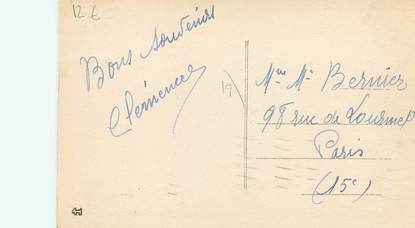 12.6
Bons souvenirs
Clémence
19
Mme M. Bernier
98 rue de Lourmel
Paris
(15e)